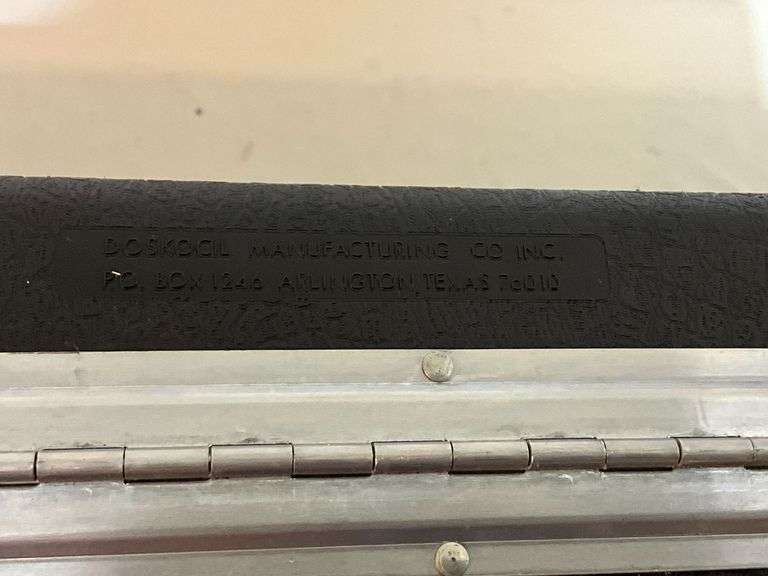 DOSKOCIL MANUFACTURING CO INC.
P.O. BOX 1246 ARLINGTON, TEXAS 76010